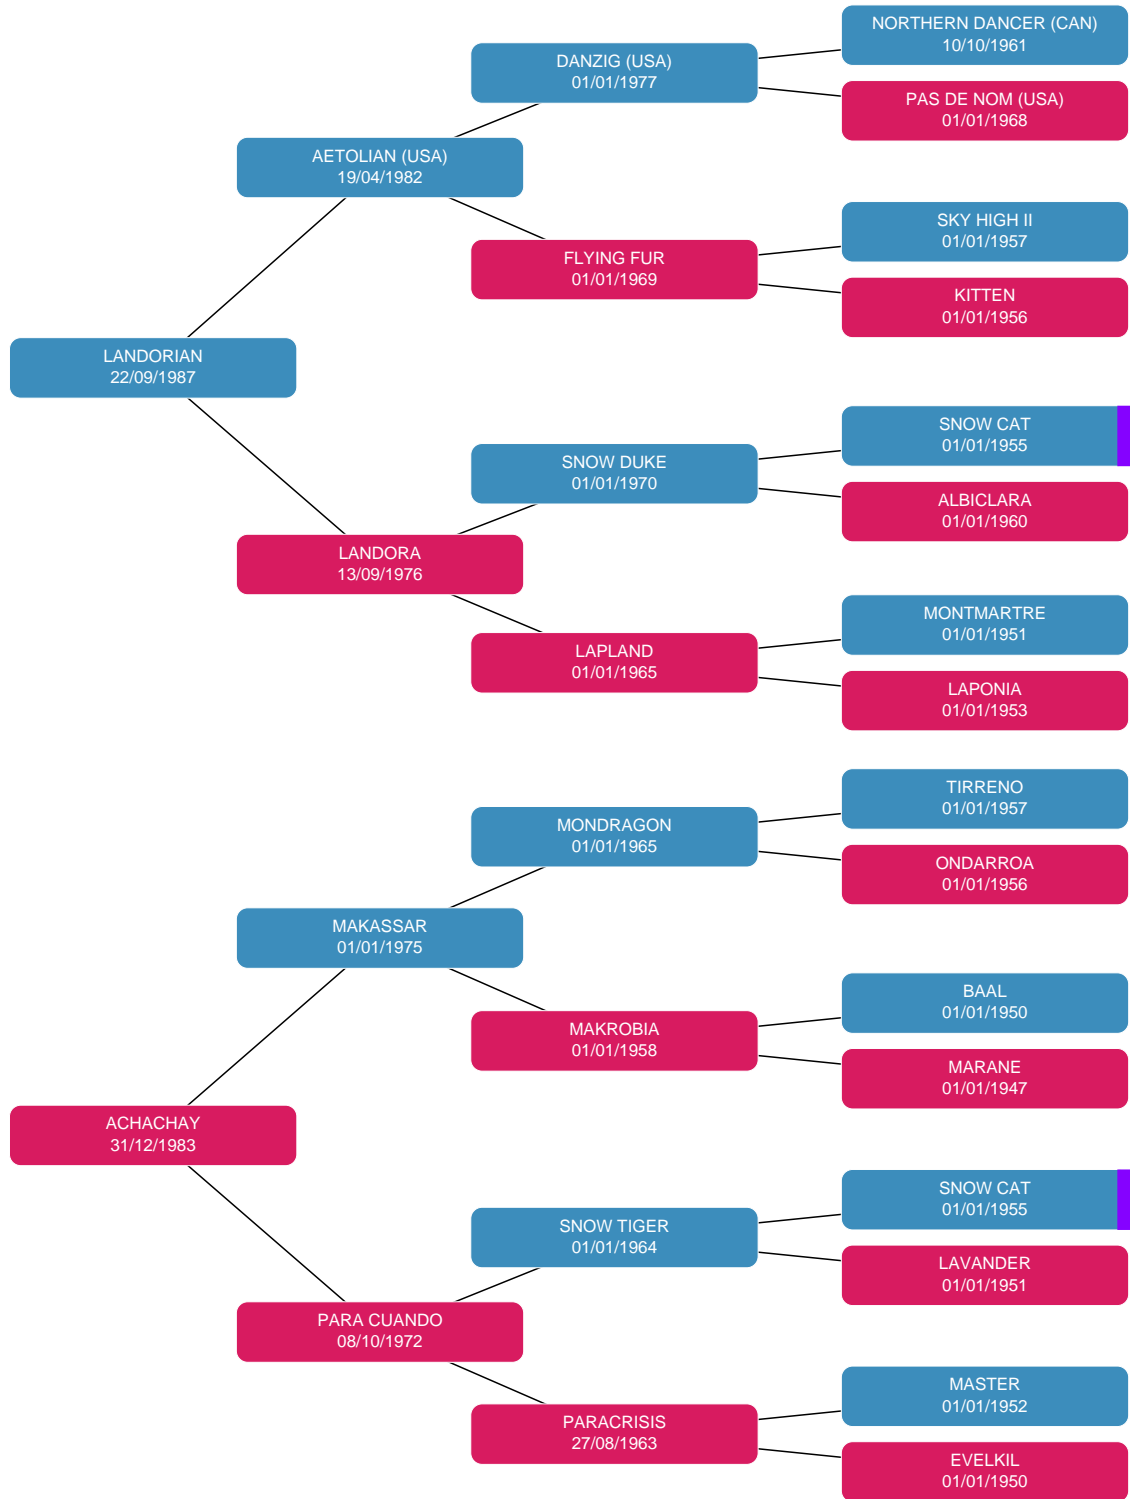 NORTHERN DANCER (CAN)
10/10/1961
DANZIG (USA)
01/01/1977
PAS DE NOM (USA)
01/01/1968
AETOLIAN (USA)
19/04/1982
SKY HIGH II
01/01/1957
FLYING FUR
01/01/1969
KITTEN
01/01/1956
LANDORIAN
22/09/1987
SNOW CAT
01/01/1955
SNOW DUKE
01/01/1970
ALBICLARA
01/01/1960
LANDORA
13/09/1976
MONTMARTRE
01/01/1951
LAPLAND
01/01/1965
LAPONIA
01/01/1953
TIRRENO
01/01/1957
MONDRAGON
01/01/1965
ONDARROA
01/01/1956
MAKASSAR
01/01/1975
BAAL
01/01/1950
MAKROBIA
01/01/1958
MARANE
01/01/1947
ACHACHAY
31/12/1983
SNOW CAT
01/01/1955
SNOW TIGER
01/01/1964
LAVANDER
01/01/1951
PARA CUANDO
08/10/1972
MASTER
01/01/1952
PARACRISIS
27/08/1963
EVELKIL
01/01/1950